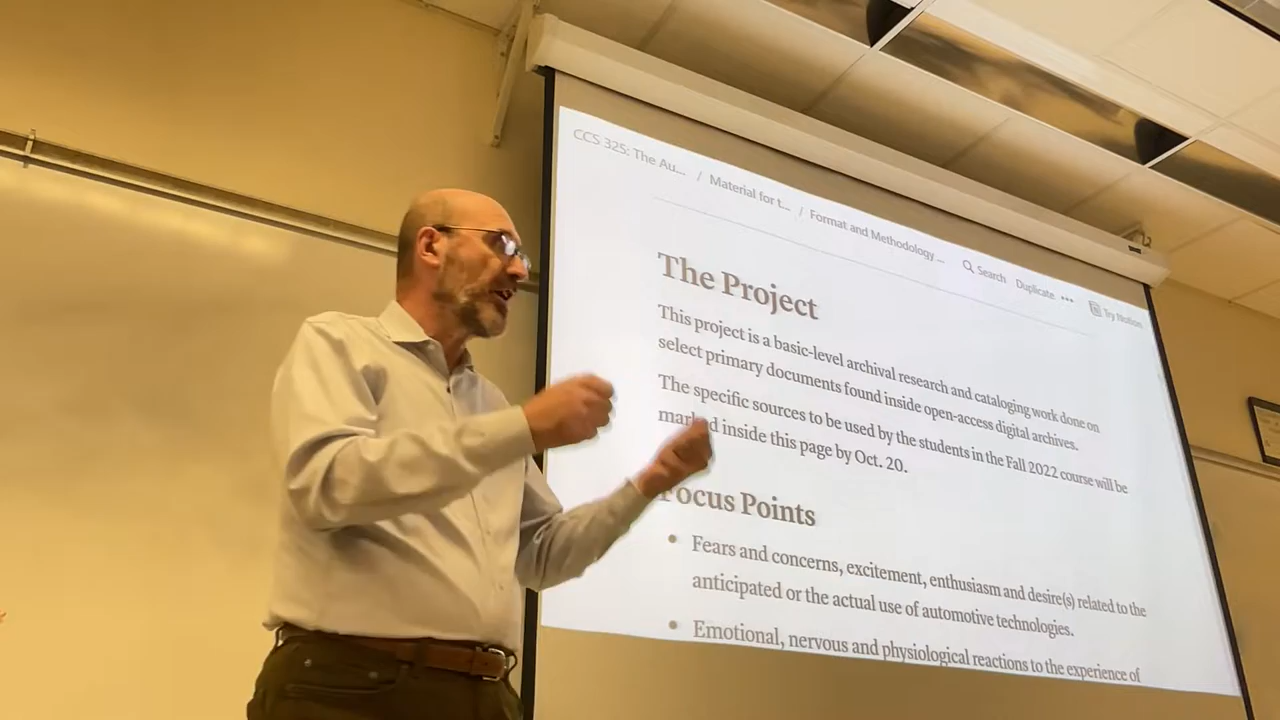 CCS 325: The Au... / Material for t... / Format and Methodology ... Search Duplicate ••• Try Notion
The Project
This project is a basic-level archival research and cataloging work done on
select primary documents found inside open-access digital archives.
The specific sources to be used by the students in the Fall 2022 course will be
marked inside this page by Oct. 20.
Focus Points
• Fears and concerns, excitement, enthusiasm and desire(s) related to the
anticipated or the actual use of automotive technologies.
• Emotional, nervous and physiological reactions to the experience of